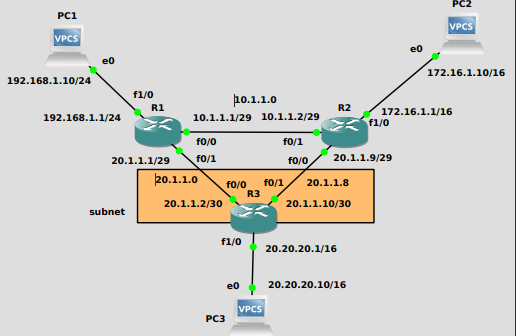 PC1
PC2
VPCS
VPCS
e0
e0
192.168.1.10/24
172.16.1.10/16
f1/0
10.1.1.0
R1
R2
172.16.1.1/16
192.168.1.1/24
10.1.1.1/29
10.1.1.2/29
f1/0
f0/0
f0/1
20.1.1.1/29
f0/1
f0/0
20.1.1.9/29
20.1.1.0
f0/0
f0/1
20.1.1.8
R3
subnet
20.1.1.2/30
20.1.1.10/30
f1/0
20.20.20.1/16
e0
20.20.20.10/16
VPCS
PC3